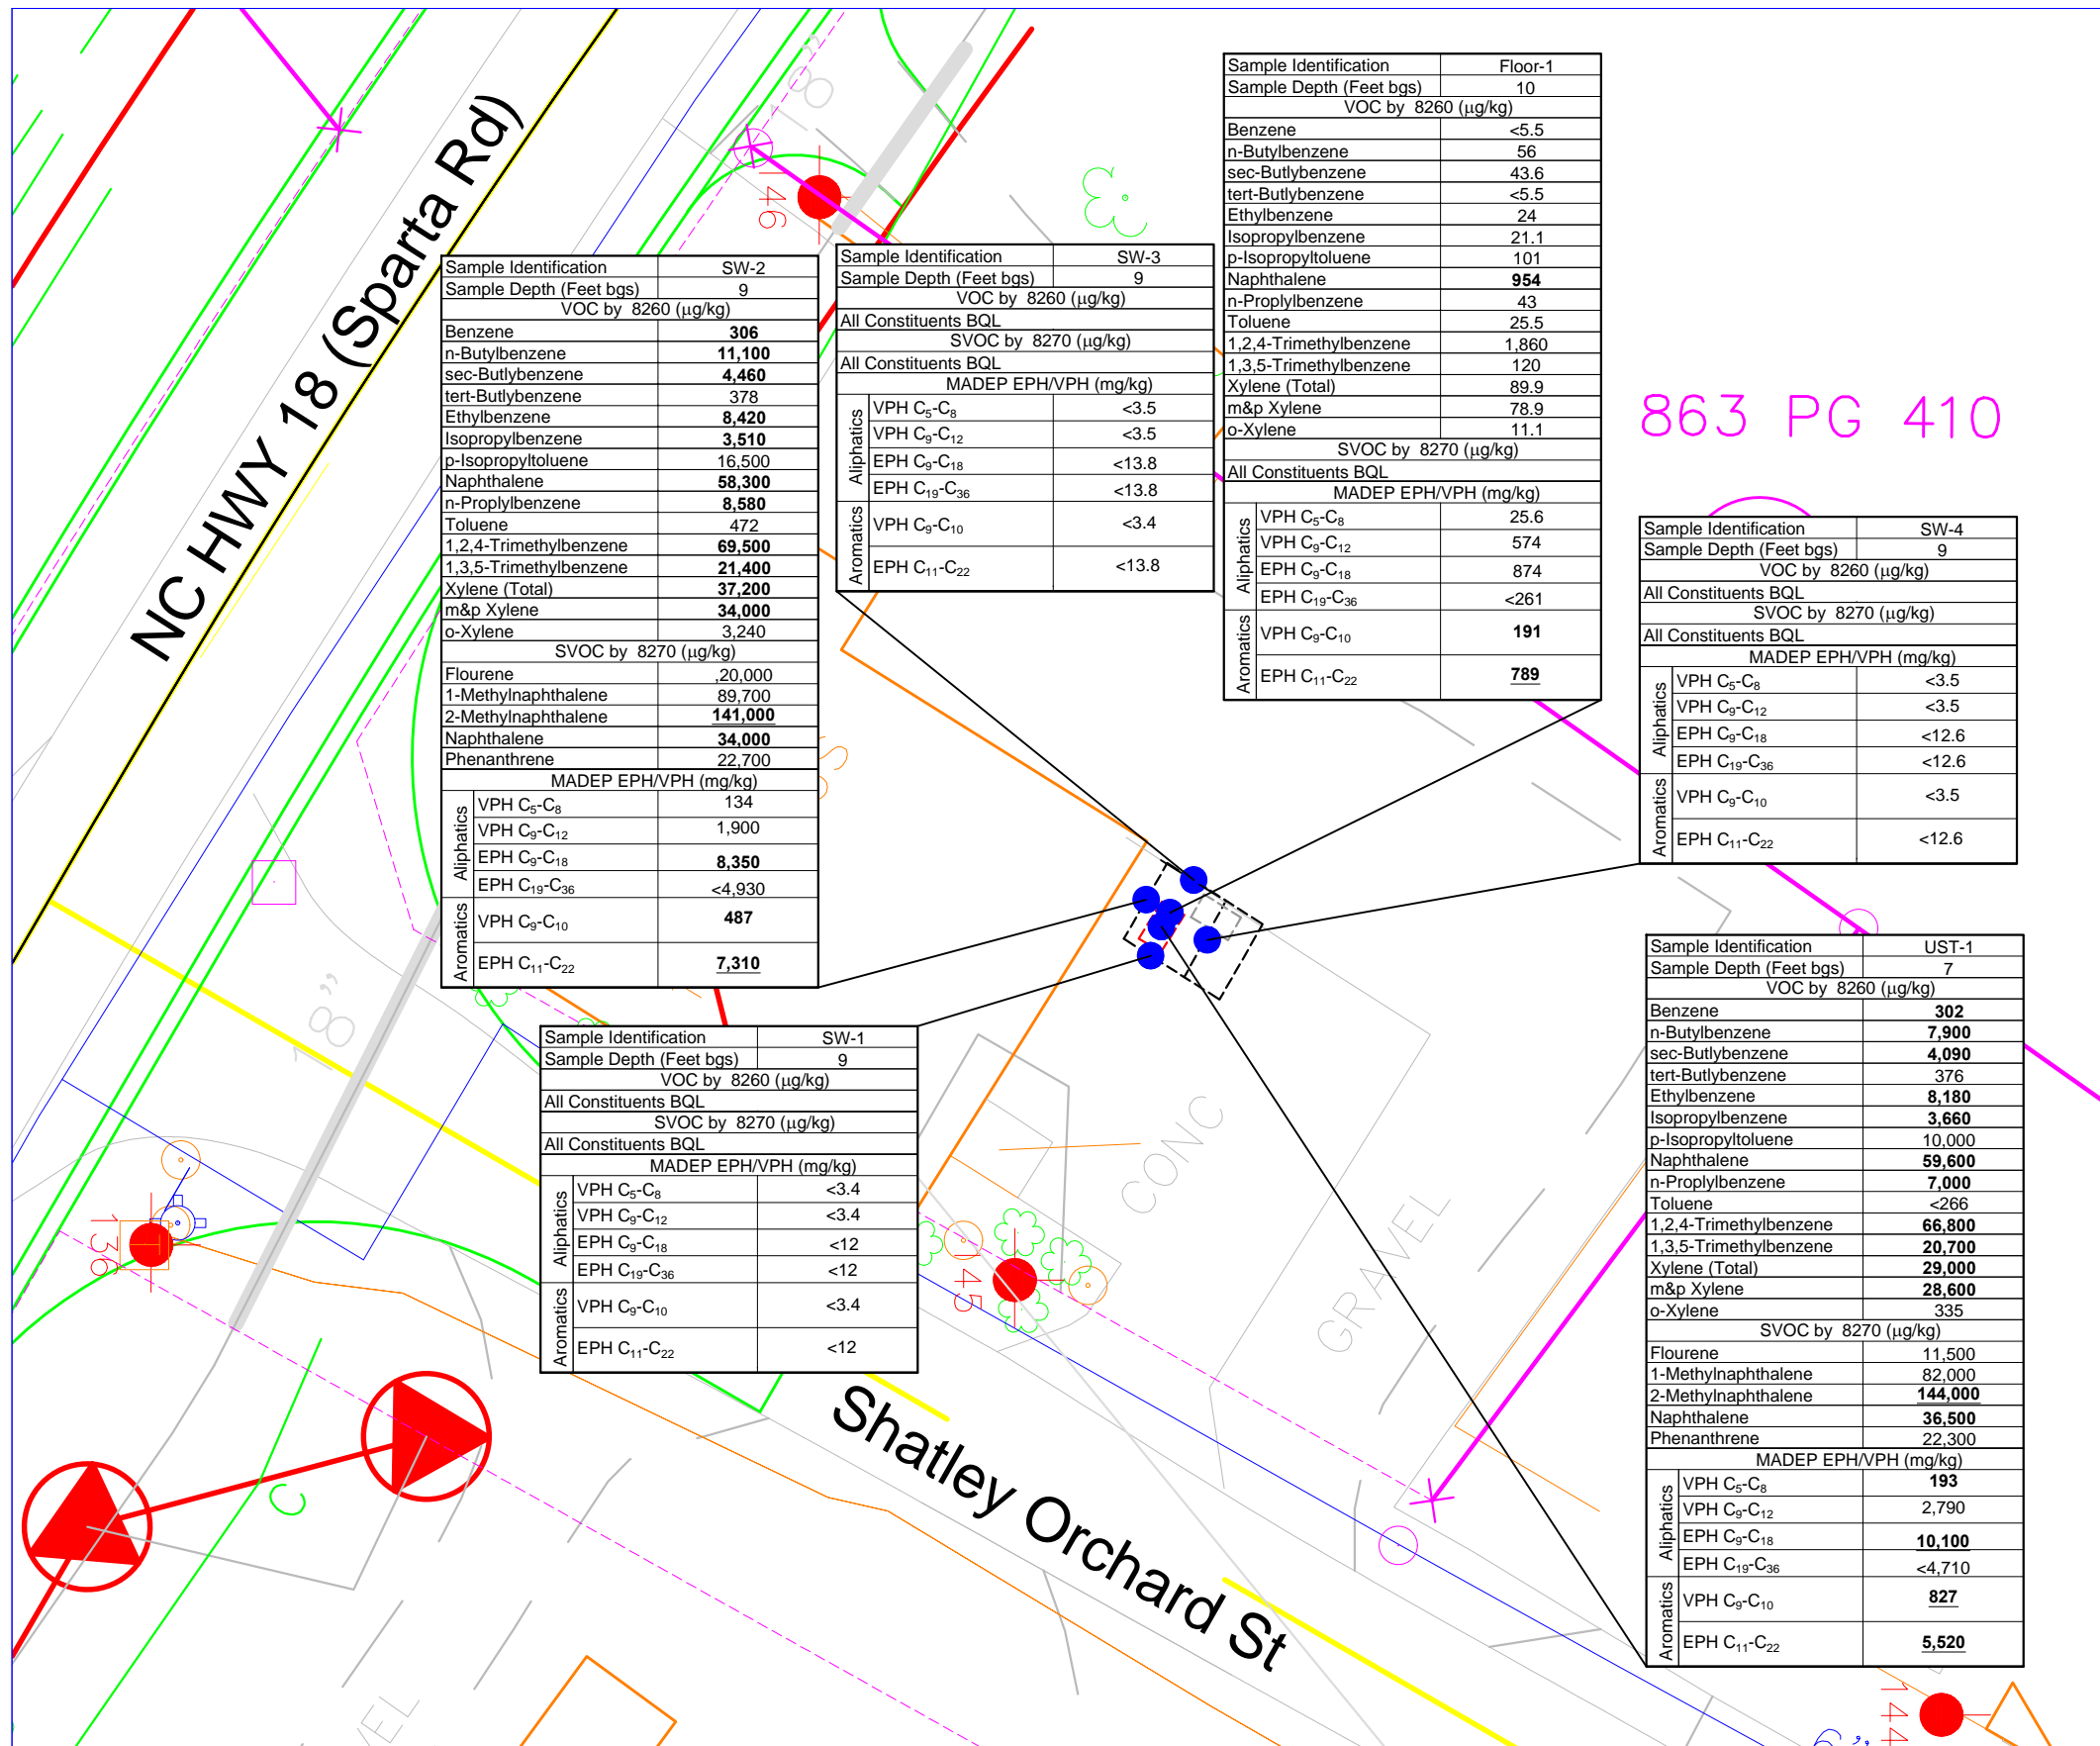 NC HWY 18 (Sparta Rd)
18"
146
863 PG 410
Sample Identification SW-2
Sample Depth (Feet bgs) 9
VOC by 8260 (µg/kg)
Benzene 306
n-Butylbenzene 11,100
sec-Butlybenzene 4,460
tert-Butlybenzene 378
Ethylbenzene 8,420
Isopropylbenzene 3,510
p-Isopropyltoluene 16,500
Naphthalene 58,300
n-Proplylbenzene 8,580
Toluene 472
1,2,4-Trimethylbenzene 69,500
1,3,5-Trimethylbenzene 21,400
Xylene (Total) 37,200
m&p Xylene 34,000
o-Xylene 3,240
SVOC by 8270 (µg/kg)
Flourene ,20,000
1-Methylnaphthalene 89,700
2-Methylnaphthalene 141,000
Naphthalene 34,000
Phenanthrene 22,700
MADEP EPH/VPH (mg/kg)
Aliphatics
VPH C5-C8 134
VPH C9-C12 1,900
EPH C9-C18 8,350
EPH C19-C36 <4,930
Aromatics
VPH C9-C10 487
EPH C11-C22 7,310
Sample Identification SW-3
Sample Depth (Feet bgs) 9
VOC by 8260 (µg/kg)
All Constituents BQL
SVOC by 8270 (µg/kg)
All Constituents BQL
MADEP EPH/VPH (mg/kg)
Aliphatics
VPH C5-C8 <3.5
VPH C9-C12 <3.5
EPH C9-C18 <13.8
EPH C19-C36 <13.8
Aromatics
VPH C9-C10 <3.4
EPH C11-C22 <13.8
Sample Identification Floor-1
Sample Depth (Feet bgs) 10
VOC by 8260 (µg/kg)
Benzene <5.5
n-Butylbenzene 56
sec-Butlybenzene 43.6
tert-Butlybenzene <5.5
Ethylbenzene 24
Isopropylbenzene 21.1
p-Isopropyltoluene 101
Naphthalene 954
n-Proplylbenzene 43
Toluene 25.5
1,2,4-Trimethylbenzene 1,860
1,3,5-Trimethylbenzene 120
Xylene (Total) 89.9
m&p Xylene 78.9
o-Xylene 11.1
SVOC by 8270 (µg/kg)
All Constituents BQL
MADEP EPH/VPH (mg/kg)
Aliphatics
VPH C5-C8 25.6
VPH C9-C12 574
EPH C9-C18 874
EPH C19-C36 <261
Aromatics
VPH C9-C10 191
EPH C11-C22 789
Sample Identification SW-4
Sample Depth (Feet bgs) 9
VOC by 8260 (µg/kg)
All Constituents BQL
SVOC by 8270 (µg/kg)
All Constituents BQL
MADEP EPH/VPH (mg/kg)
Aliphatics
VPH C5-C8 <3.5
VPH C9-C12 <3.5
EPH C9-C18 <12.6
EPH C19-C36 <12.6
Aromatics
VPH C9-C10 <3.5
EPH C11-C22 <12.6
Sample Identification SW-1
Sample Depth (Feet bgs) 9
VOC by 8260 (µg/kg)
All Constituents BQL
SVOC by 8270 (µg/kg)
All Constituents BQL
MADEP EPH/VPH (mg/kg)
Aliphatics
VPH C5-C8 <3.4
VPH C9-C12 <3.4
EPH C9-C18 <12
EPH C19-C36 <12
Aromatics
VPH C9-C10 <3.4
EPH C11-C22 <12
Sample Identification UST-1
Sample Depth (Feet bgs) 7
VOC by 8260 (µg/kg)
Benzene 302
n-Butylbenzene 7,900
sec-Butlybenzene 4,090
tert-Butlybenzene 376
Ethylbenzene 8,180
Isopropylbenzene 3,660
p-Isopropyltoluene 10,000
Naphthalene 59,600
n-Proplylbenzene 7,000
Toluene <266
1,2,4-Trimethylbenzene 66,800
1,3,5-Trimethylbenzene 20,700
Xylene (Total) 29,000
m&p Xylene 28,600
o-Xylene 335
SVOC by 8270 (µg/kg)
Flourene 11,500
1-Methylnaphthalene 82,000
2-Methylnaphthalene 144,000
Naphthalene 36,500
Phenanthrene 22,300
MADEP EPH/VPH (mg/kg)
Aliphatics
VPH C5-C8 193
VPH C9-C12 2,790
EPH C9-C18 10,100
EPH C19-C36 <4,710
Aromatics
VPH C9-C10 827
EPH C11-C22 5,520
18"
136
145
CONC
GRAVEL
C
Shatley Orchard St
144